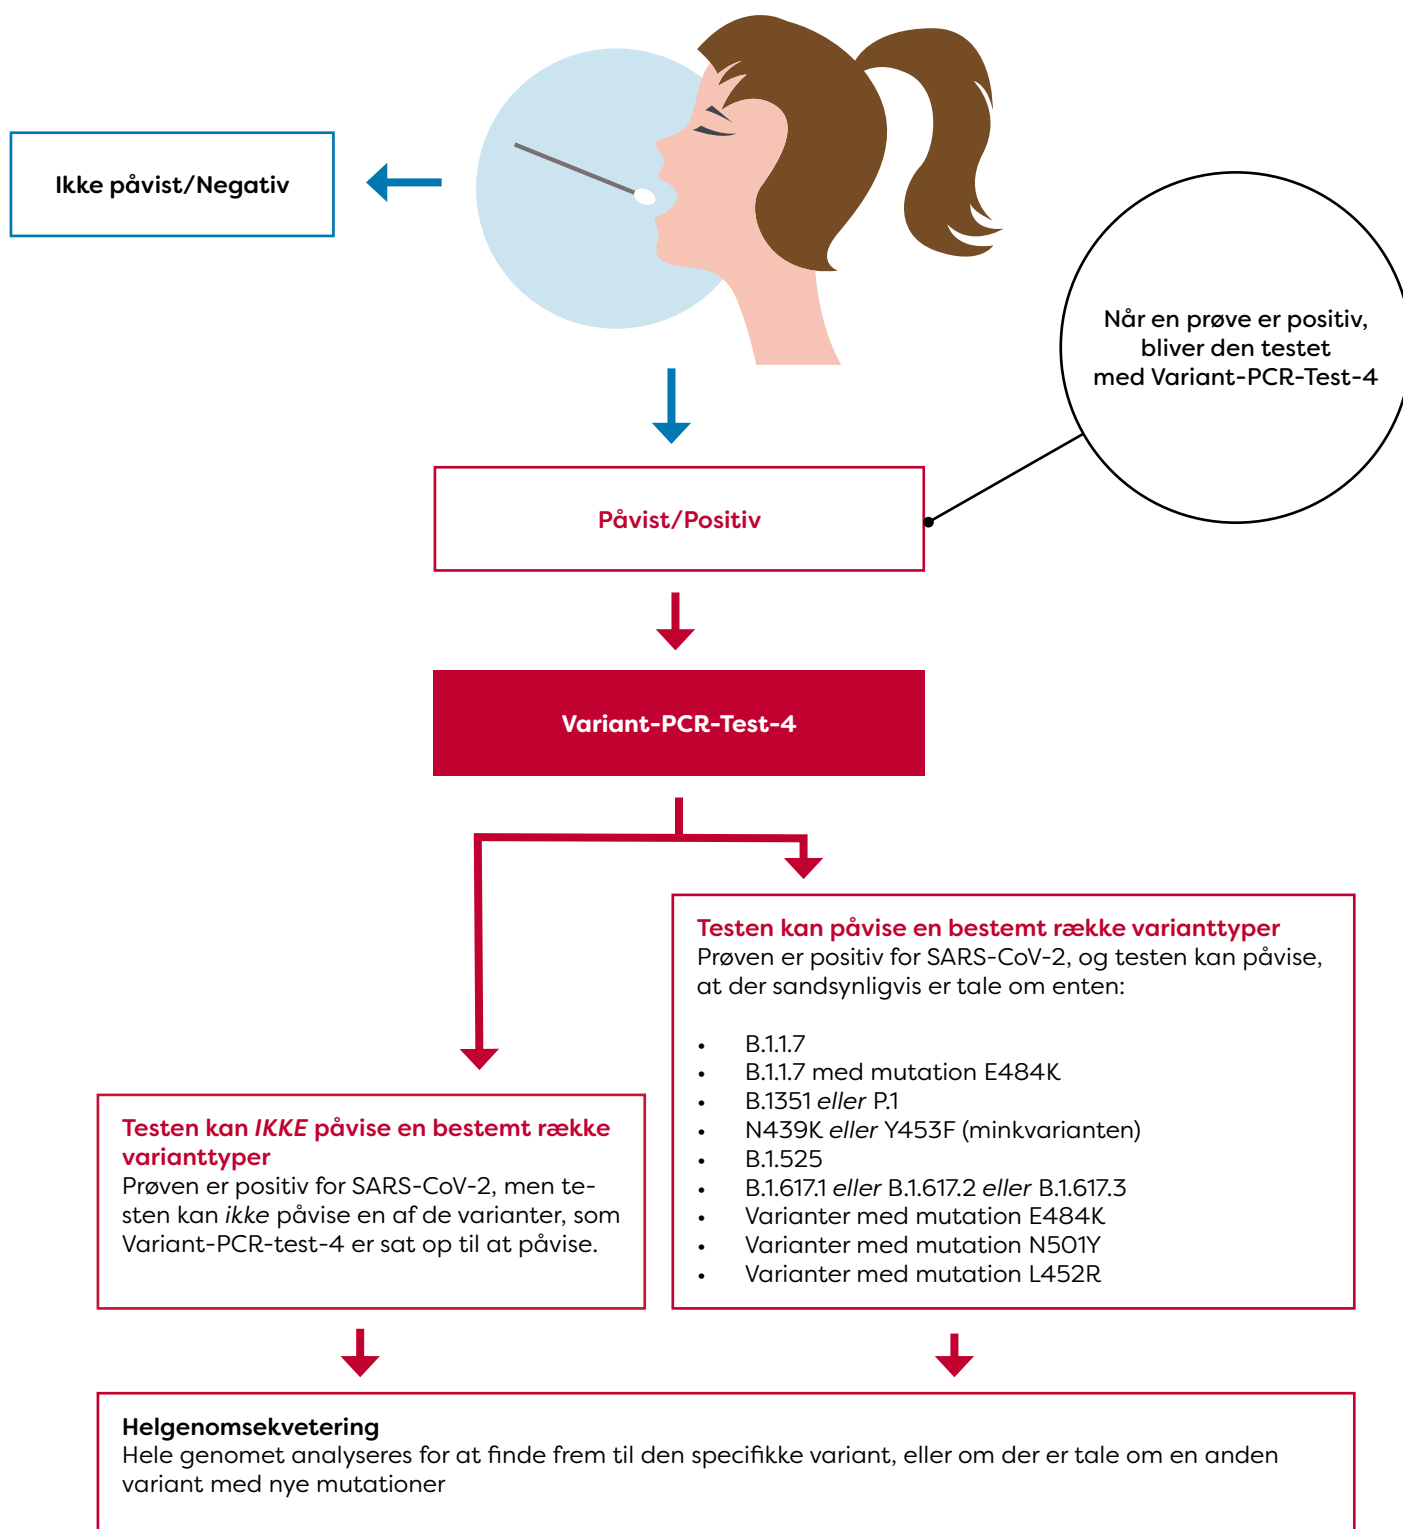 Ikke påvist/Negativ
Når en prøve er positiv,
bliver den testet
med Variant-PCR-Test-4
Påvist/Positiv
Variant-PCR-Test-4
Testen kan påvise en bestemt række varianttyper
Prøven er positiv for SARS-CoV-2, og testen kan påvise,
at der sandsynligvis er tale om enten:
• B.1.1.7
• B.1.1.7 med mutation E484K
• B.1351 eller P.1
• N439K eller Y453F (minkvarianten)
• B.1.525
• B.1.617.1 eller B.1.617.2 eller B.1.617.3
• Varianter med mutation E484K
• Varianter med mutation N501Y
• Varianter med mutation L452R
Testen kan IKKE påvise en bestemt række
varianttyper
Prøven er positiv for SARS-CoV-2, men te-
sten kan ikke påvise en af de varianter, som
Variant-PCR-test-4 er sat op til at påvise.
Helgenomsekvetering
Hele genomet analyseres for at finde frem til den specifikke variant, eller om der er tale om en anden
variant med nye mutationer